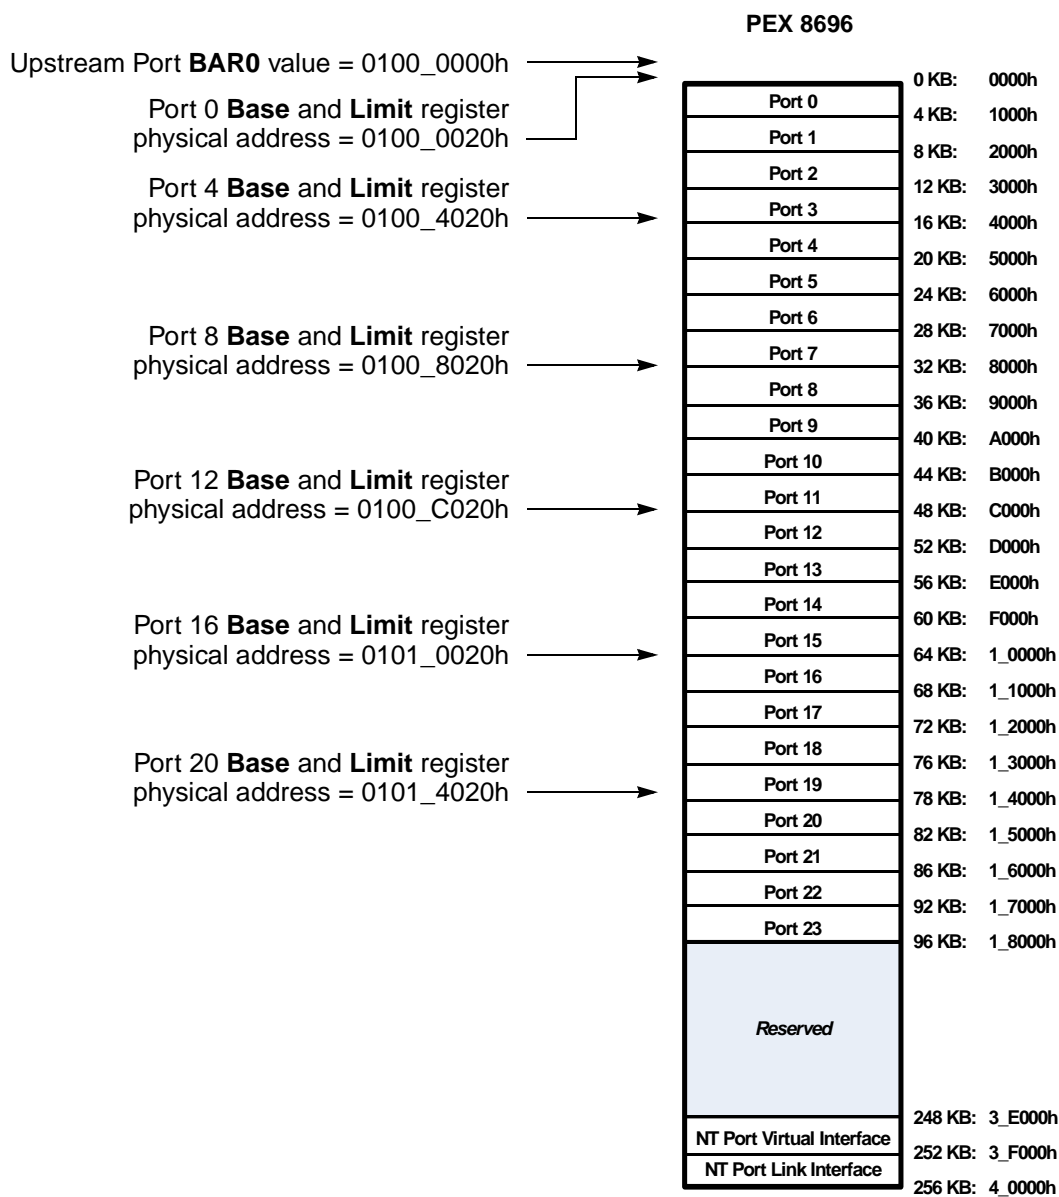 PEX 8696
Upstream Port BAR0 value = 0100_0000h
Port 0 Base and Limit register
physical address = 0100_0020h
Port 4 Base and Limit register
physical address = 0100_4020h
Port 8 Base and Limit register
physical address = 0100_8020h
Port 12 Base and Limit register
physical address = 0100_C020h
Port 16 Base and Limit register
physical address = 0101_0020h
Port 20 Base and Limit register
physical address = 0101_4020h
Port 0
Port 1
Port 2
Port 3
Port 4
Port 5
Port 6
Port 7
Port 8
Port 9
Port 10
Port 11
Port 12
Port 13
Port 14
Port 15
Port 16
Port 17
Port 18
Port 19
Port 20
Port 21
Port 22
Port 23
Reserved
NT Port Virtual Interface
NT Port Link Interface
0 KB: 0000h
4 KB: 1000h
8 KB: 2000h
12 KB: 3000h
16 KB: 4000h
20 KB: 5000h
24 KB: 6000h
28 KB: 7000h
32 KB: 8000h
36 KB: 9000h
40 KB: A000h
44 KB: B000h
48 KB: C000h
52 KB: D000h
56 KB: E000h
60 KB: F000h
64 KB: 1_0000h
68 KB: 1_1000h
72 KB: 1_2000h
76 KB: 1_3000h
78 KB: 1_4000h
82 KB: 1_5000h
86 KB: 1_6000h
92 KB: 1_7000h
96 KB: 1_8000h
248 KB: 3_E000h
252 KB: 3_F000h
256 KB: 4_0000h